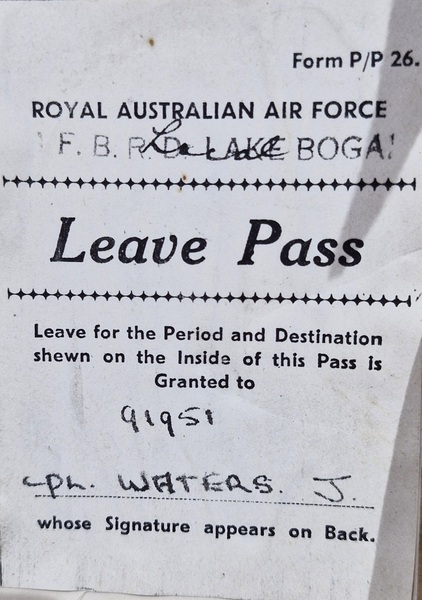 Form P/P 26.
ROYAL AUSTRALIAN AIR FORCE
F. B. R. D. LAKE BOGA
Leave Pass
Leave for the Period and Destination
shewn on the Inside of this Pass is
Granted to
91951
Cpl. WATERS. J.
whose Signature appears on Back.